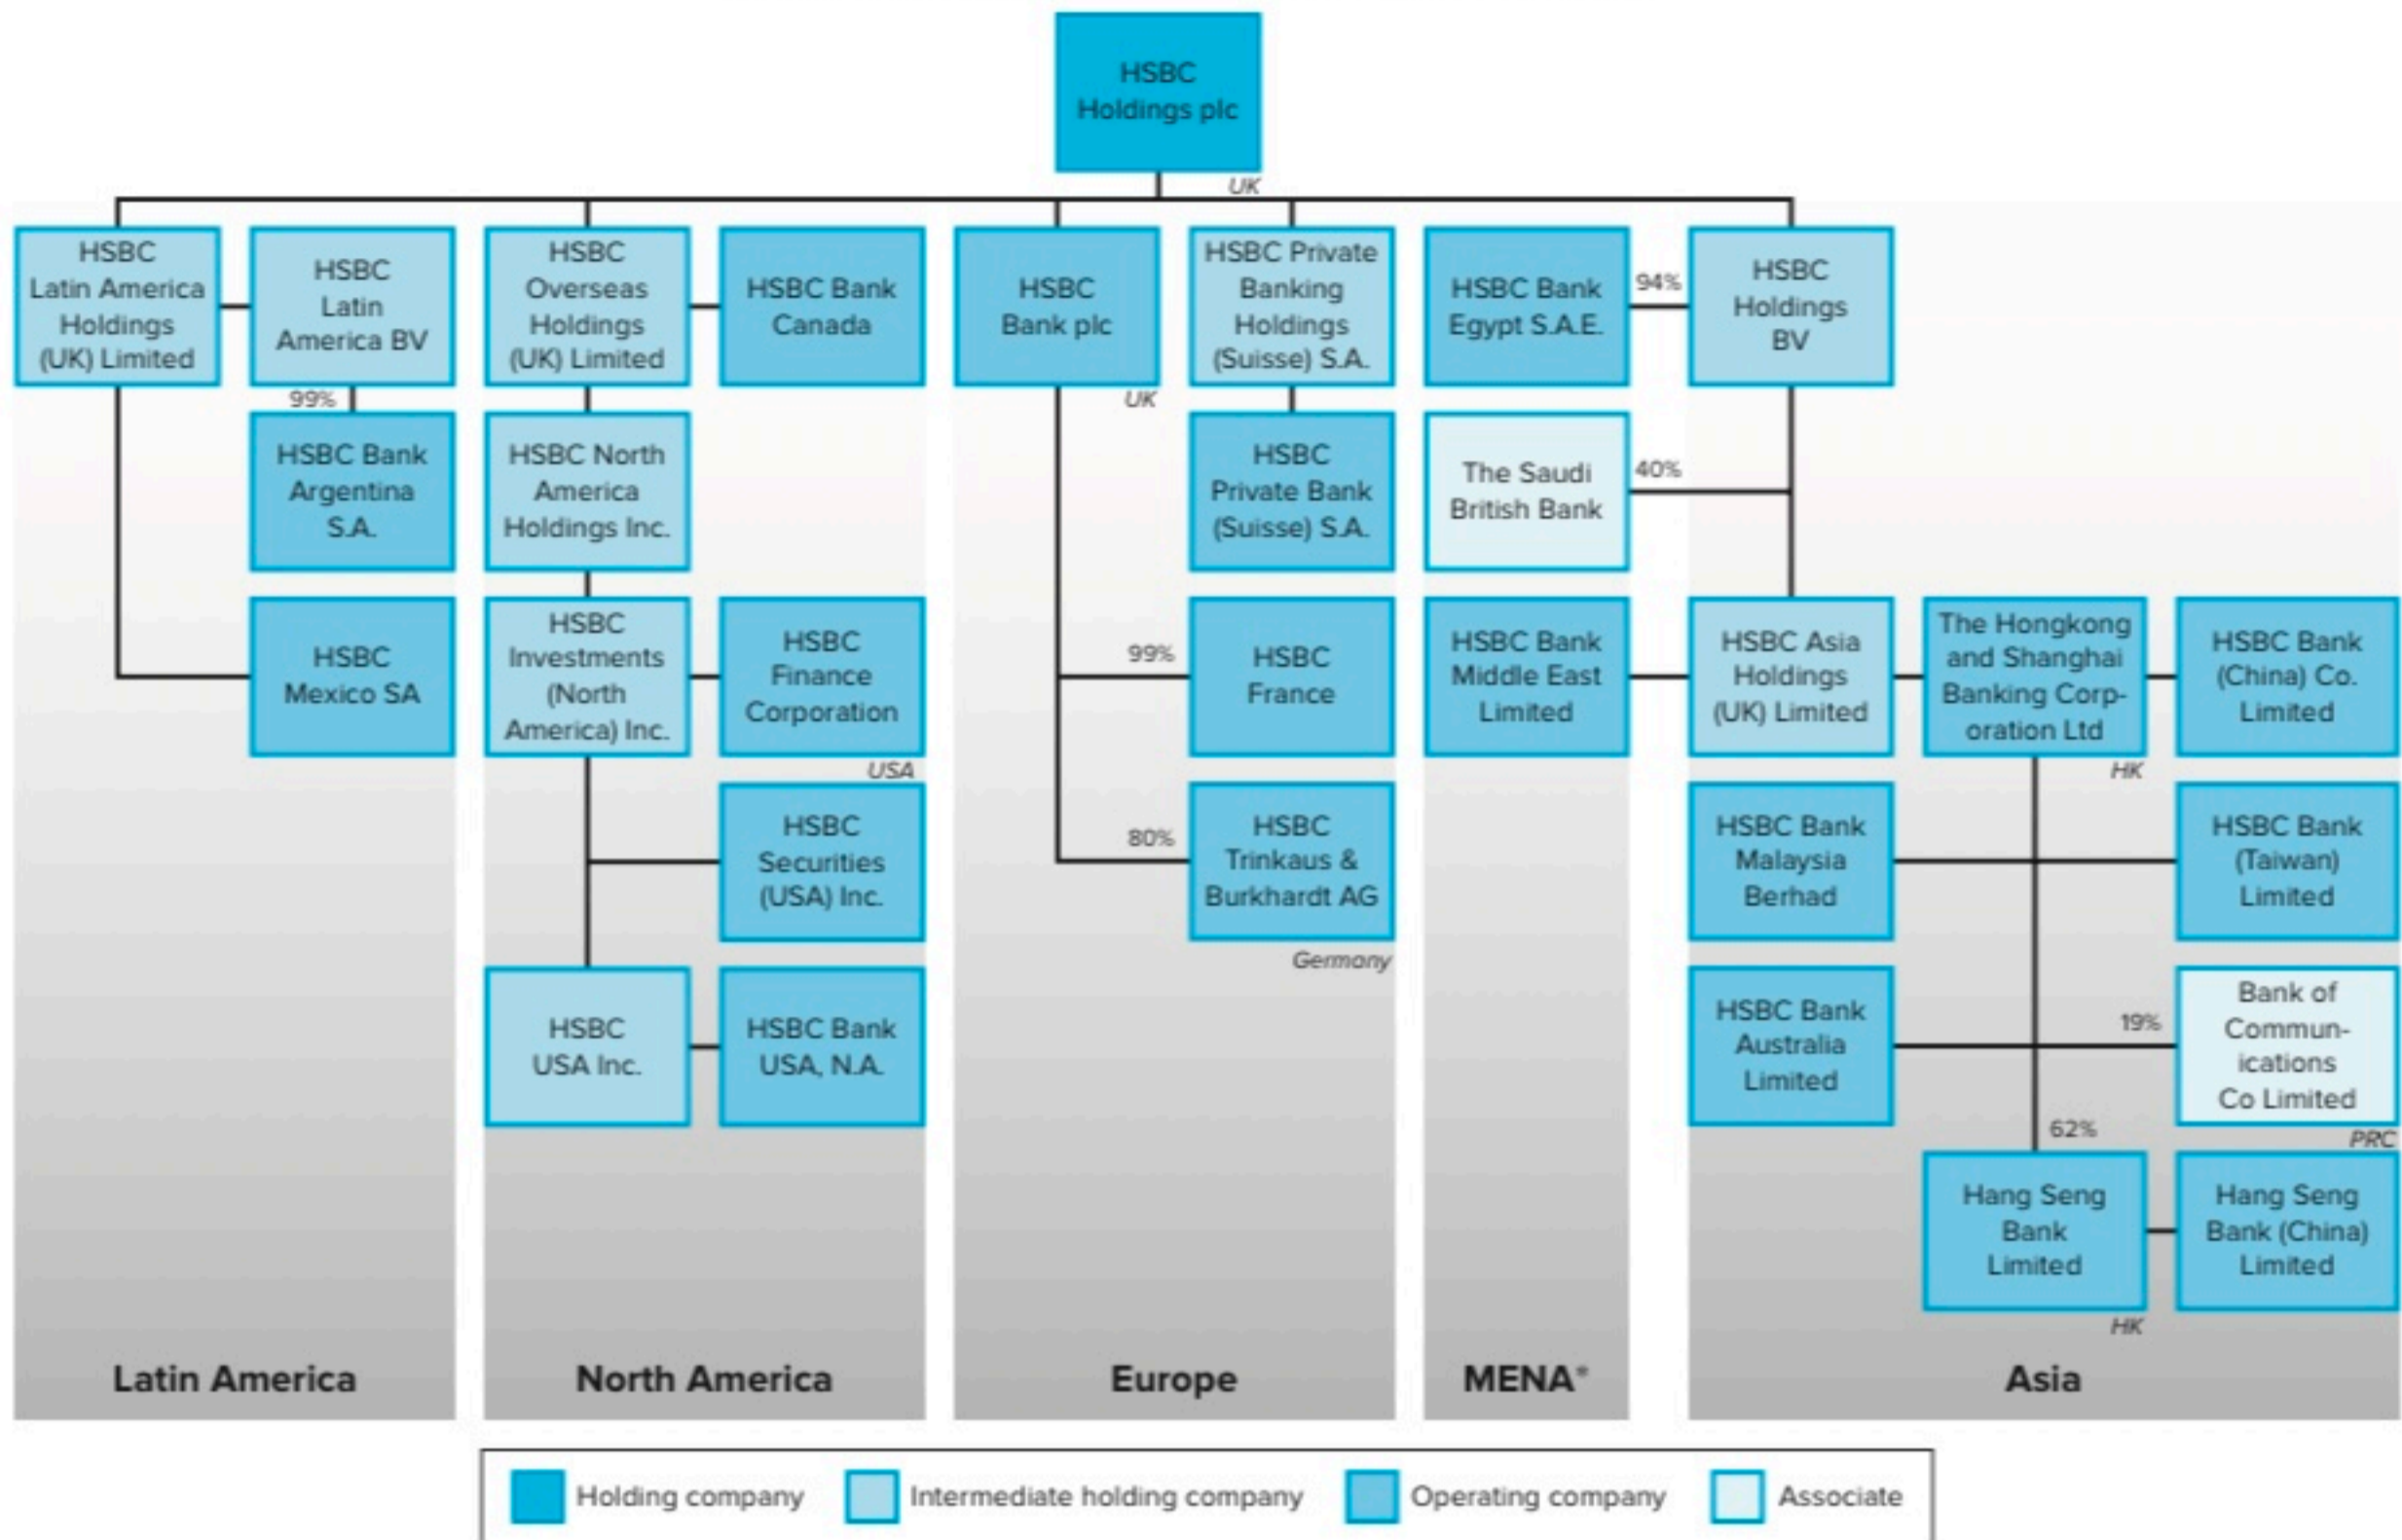 HSBC
Holdings plc
UK
HSBC
Latin America
Holdings
(UK) Limited
HSBC
Latin
America BV
HSBC
Overseas
Holdings
(UK) Limited
HSBC Bank
Canada
HSBC
Bank plc
UK
HSBC Private
Banking
Holdings
(Suisse) S.A.
HSBC Bank
Egypt S.A.E.
94%
HSBC
Holdings
BV
99%
HSBC Bank
Argentina
S.A.
HSBC North
America
Holdings Inc.
HSBC
Private Bank
(Suisse) S.A.
The Saudi
British Bank
40%
HSBC
Mexico SA
HSBC
Investments
(North
America) Inc.
HSBC
Finance
Corporation
USA
99%
HSBC
France
HSBC Bank
Middle East
Limited
HSBC Asia
Holdings
(UK) Limited
The Hongkong
and Shanghai
Banking Corp-
oration Ltd
HK
HSBC Bank
(China) Co.
Limited
HSBC
Securities
(USA) Inc.
80%
HSBC
Trinkaus &
Burkhardt AG
Germany
HSBC Bank
Malaysia
Berhad
HSBC Bank
(Taiwan)
Limited
HSBC
USA Inc.
HSBC Bank
USA, N.A.
HSBC Bank
Australia
Limited
19%
Bank of
Commun-
ications
Co Limited
PRC
62%
Hang Seng
Bank
Limited
HK
Hang Seng
Bank (China)
Limited
Latin America
North America
Europe
MENA*
Asia
Holding company
Intermediate holding company
Operating company
Associate